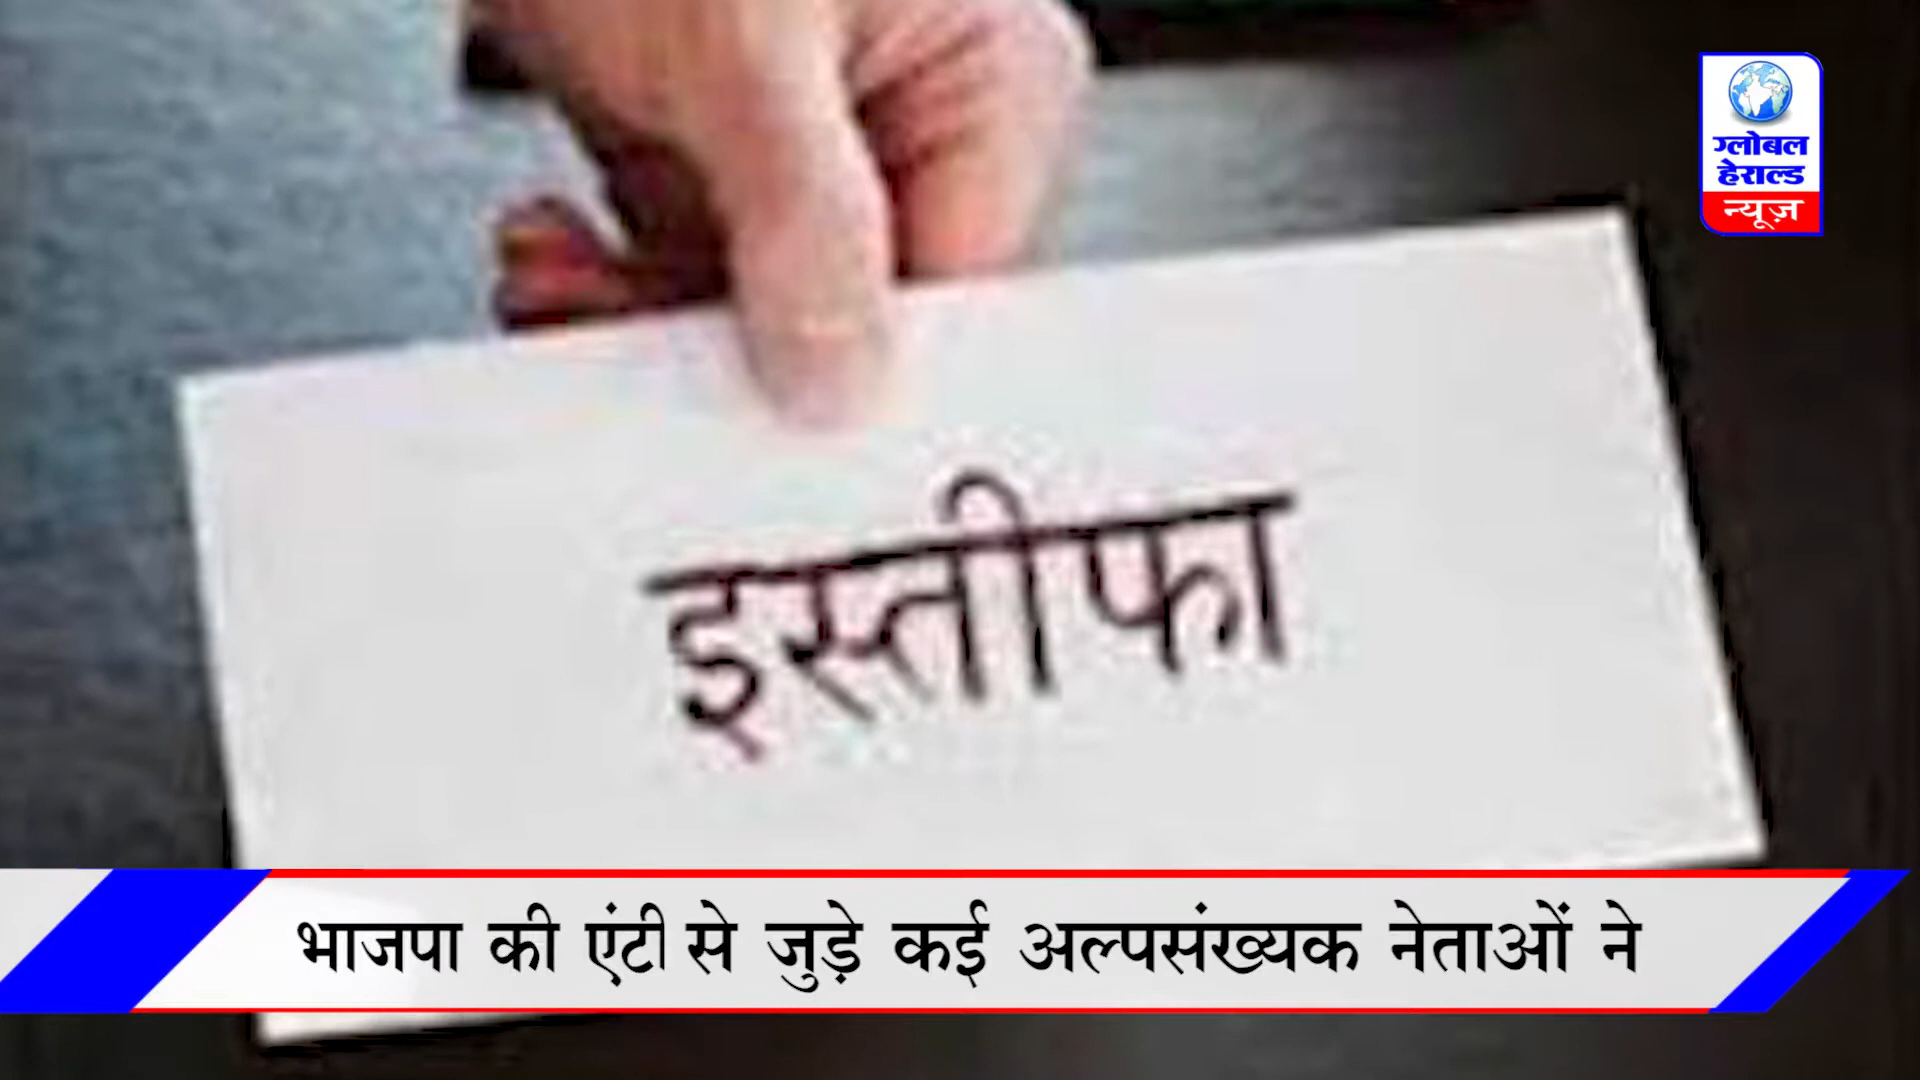 ग्लोबल
हेराल्ड
न्यूज़
इस्तीफा
भाजपा की एंटी से जुड़े कई अल्पसंख्यक नेताओं ने